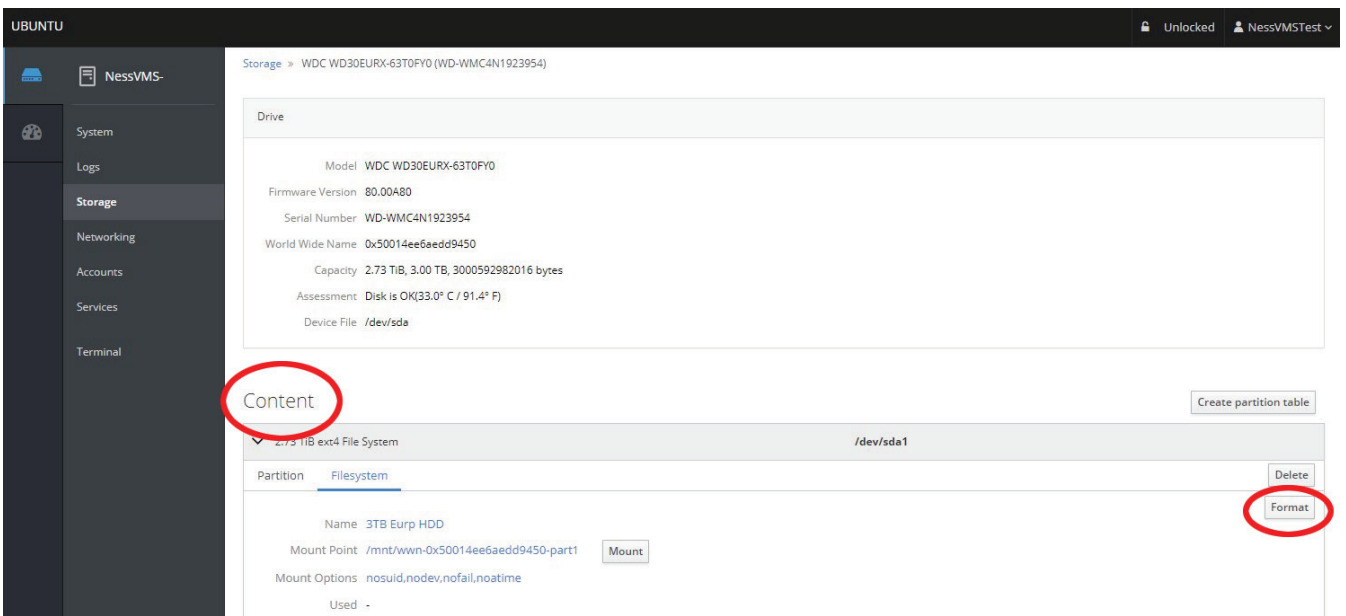 UBUNTU
Unlocked NessVMSTest
NessVMS-
System
Logs
Storage
Networking
Accounts
Services
Terminal
Storage » WDC WD30EURX-63T0FY0 (WD-WMC4N1923954)
Drive
Model WDC WD30EURX-63T0FY0
Firmware Version 80.00A80
Serial Number WD-WMC4N1923954
World Wide Name 0x50014ee6aedd9450
Capacity 2.73 TiB, 3.00 TB, 3000592982016 bytes
Assessment Disk is OK(33.0° C / 91.4° F)
Device File /dev/sda
Content
Create partition table
2.73 TiB ext4 File System /dev/sda1
Partition Filesystem Delete
Format
Name 3TB Eurp HDD
Mount Point /mnt/wwn-0x50014ee6aedd9450-part1 Mount
Mount Options nosuid,nodev,nofail,noatime
Used -